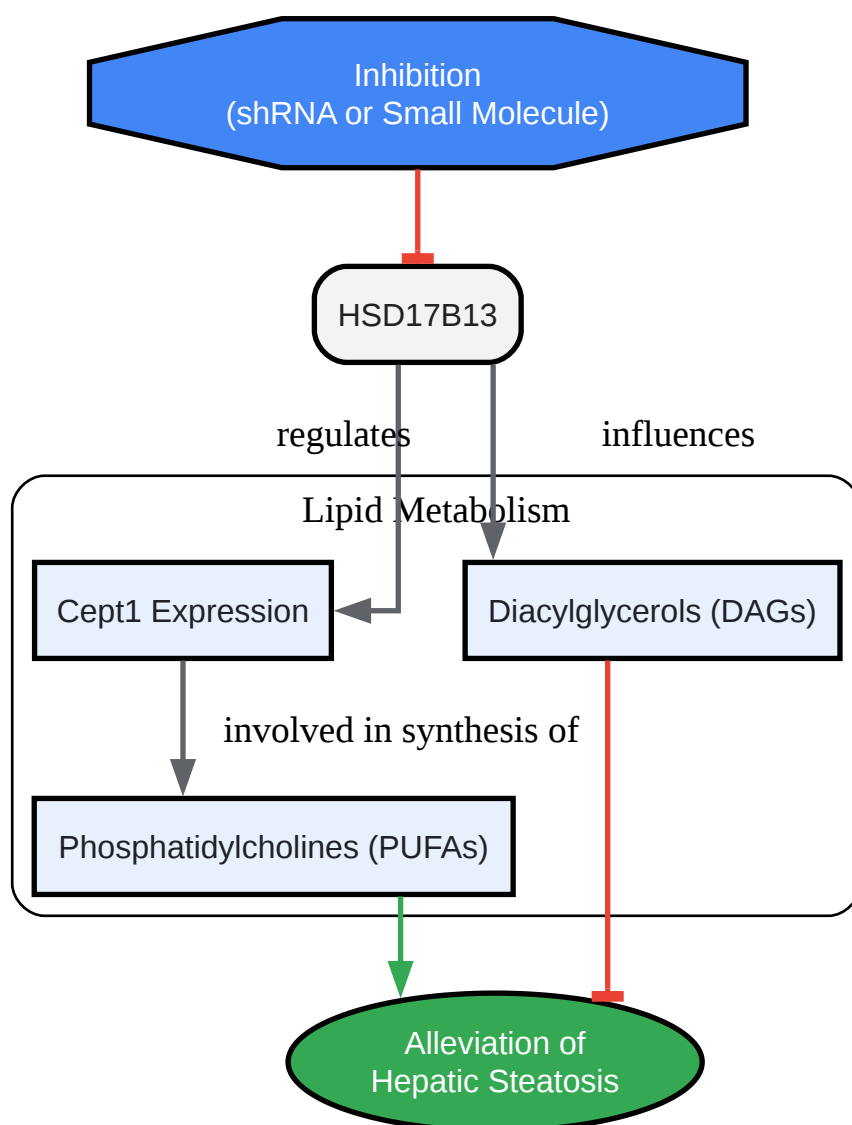 Inhibition
(shRNA or Small Molecule)
HSD17B13
regulates
influences
Lipid Metabolism
Cept1 Expression
Diacylglycerols (DAGs)
involved in synthesis of
Phosphatidylcholines (PUFAs)
Alleviation of
Hepatic Steatosis